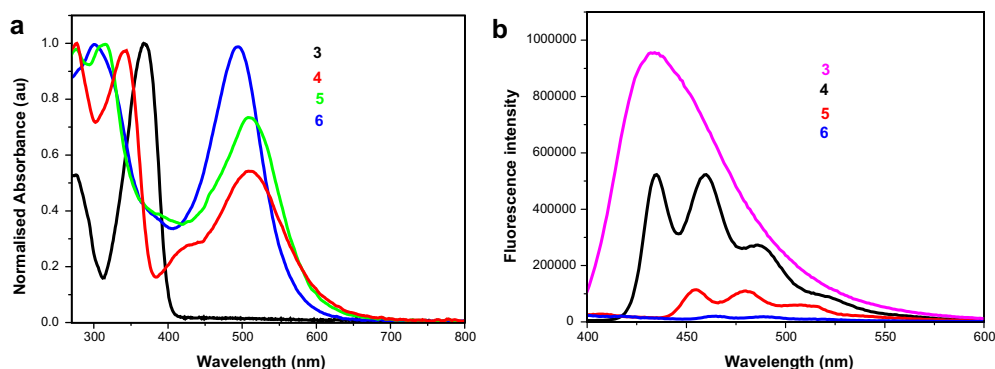 a
1.0
0.8
0.6
0.4
0.2
0.0
Normalised Absorbance (au)
3
4
5
6
300 400 500 600 700 800
Wavelength (nm)
b
1000000
800000
600000
400000
200000
0
Fluorescence intensity
3
4
5
6
400 450 500 550 600
Wavelength (nm)